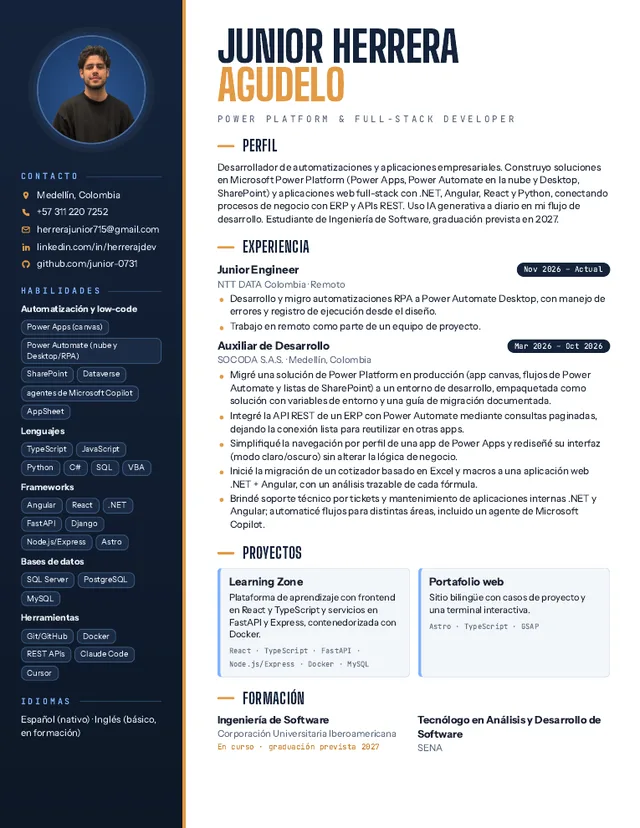 JUNIOR HERRERA
AGUDELO
POWER PLATFORM & FULL-STACK DEVELOPER
CONTACTO
Medellín, Colombia
+57 311 220 7252
herrerajunior715@gmail.com
linkedin.com/in/herrerajdev
github.com/junior-0731
HABILIDADES
Automatización y low-code
Power Apps (canvas)
Power Automate (nube y
Desktop/RPA)
SharePoint Dataverse
agentes de Microsoft Copilot
AppSheet
Lenguajes
TypeScript JavaScript
Python C# SQL VBA
Frameworks
Angular React .NET
FastAPI Django
Node.js/Express Astro
Bases de datos
SQL Server PostgreSQL
MySQL
Herramientas
Git/GitHub Docker
REST APIs Claude Code
Cursor
IDIOMAS
Español (nativo) · Inglés (básico,
en formación)
PERFIL
Desarrollador de automatizaciones y aplicaciones empresariales. Construyo soluciones
en Microsoft Power Platform (Power Apps, Power Automate en la nube y Desktop,
SharePoint) y aplicaciones web full-stack con .NET, Angular, React y Python, conectando
procesos de negocio con ERP y APIs REST. Uso IA generativa a diario en mi flujo de
desarrollo. Estudiante de Ingeniería de Software, graduación prevista en 2027.
EXPERIENCIA
Junior Engineer Nov 2026 – Actual
NTT DATA Colombia · Remoto
• Desarrollo y migro automatizaciones RPA a Power Automate Desktop, con manejo de
errores y registro de ejecución desde el diseño.
• Trabajo en remoto como parte de un equipo de proyecto.
Auxiliar de Desarrollo Mar 2026 – Oct 2026
SOCODA S.A.S. · Medellín, Colombia
• Migré una solución de Power Platform en producción (app canvas, flujos de Power
Automate y listas de SharePoint) a un entorno de desarrollo, empaquetada como
solución con variables de entorno y una guía de migración documentada.
• Integré la API REST de un ERP con Power Automate mediante consultas paginadas,
dejando la conexión lista para reutilizar en otras apps.
• Simplifiqué la navegación por perfil de una app de Power Apps y rediseñé su interfaz
(modo claro/oscuro) sin alterar la lógica de negocio.
• Inicié la migración de un cotizador basado en Excel y macros a una aplicación web
.NET + Angular, con un análisis trazable de cada fórmula.
• Brindé soporte técnico por tickets y mantenimiento de aplicaciones internas .NET y
Angular; automaticé flujos para distintas áreas, incluido un agente de Microsoft
Copilot.
PROYECTOS
Learning Zone
Plataforma de aprendizaje con frontend
en React y TypeScript y servicios en
FastAPI y Express, contenedorizada con
Docker.
React · TypeScript · FastAPI ·
Node.js/Express · Docker · MySQL
Portafolio web
Sitio bilingüe con casos de proyecto y
una terminal interactiva.
Astro · TypeScript · GSAP
FORMACIÓN
Ingeniería de Software
Corporación Universitaria Iberoamericana
En curso · graduación prevista 2027
Tecnólogo en Análisis y Desarrollo de
Software
SENA